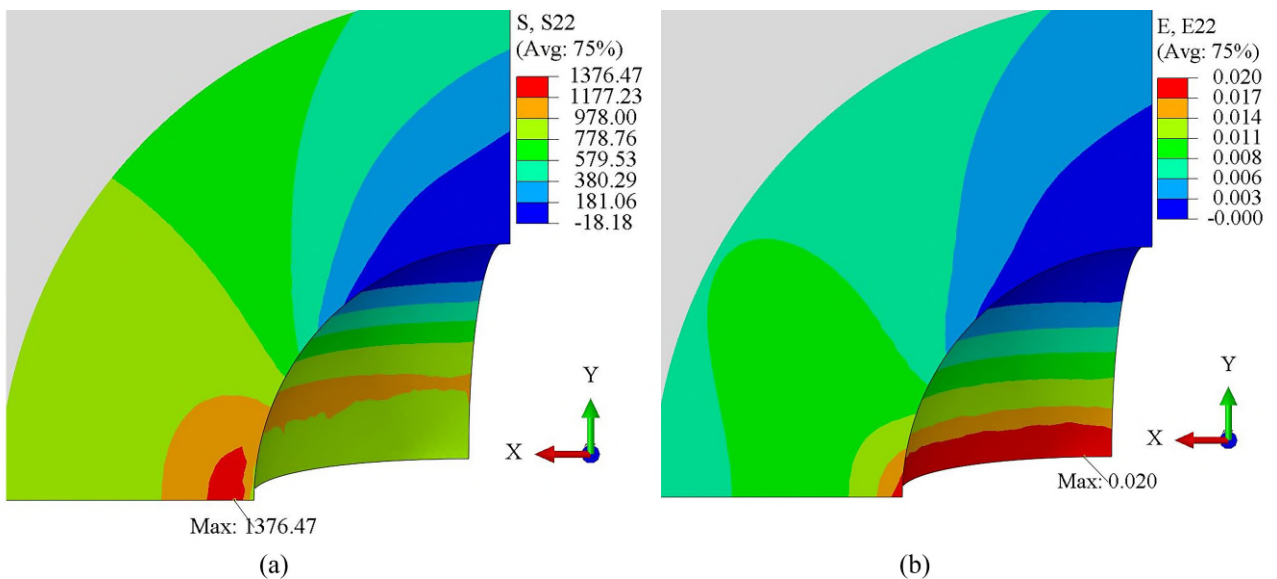 S, S22
(Avg: 75%)
1376.47
1177.23
978.00
778.76
579.53
380.29
181.06
-18.18
Y
X
Max: 1376.47
(a)
E, E22
(Avg: 75%)
0.020
0.017
0.014
0.011
0.008
0.006
0.003
-0.000
Y
X
Max: 0.020
(b)